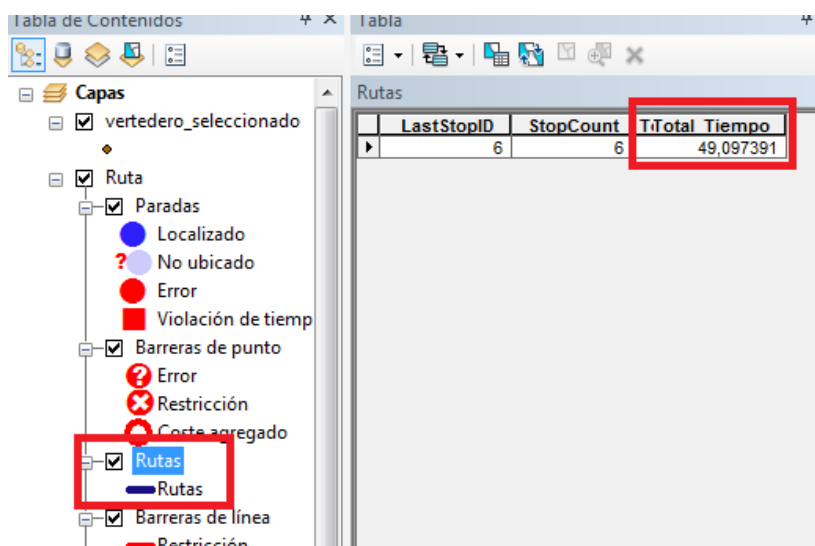 Tabla de Contenidos
Capas
vertedero_seleccionado
Ruta
Paradas
Localizado
? No ubicado
Error
Violación de tiemp
Barreras de punto
? Error
Restricción
Coste agregado
Rutas
Rutas
Barreras de línea
Restricción
Tabla
Rutas
LastStopID StopCount T Total_Tiempo
6 6 49,097391